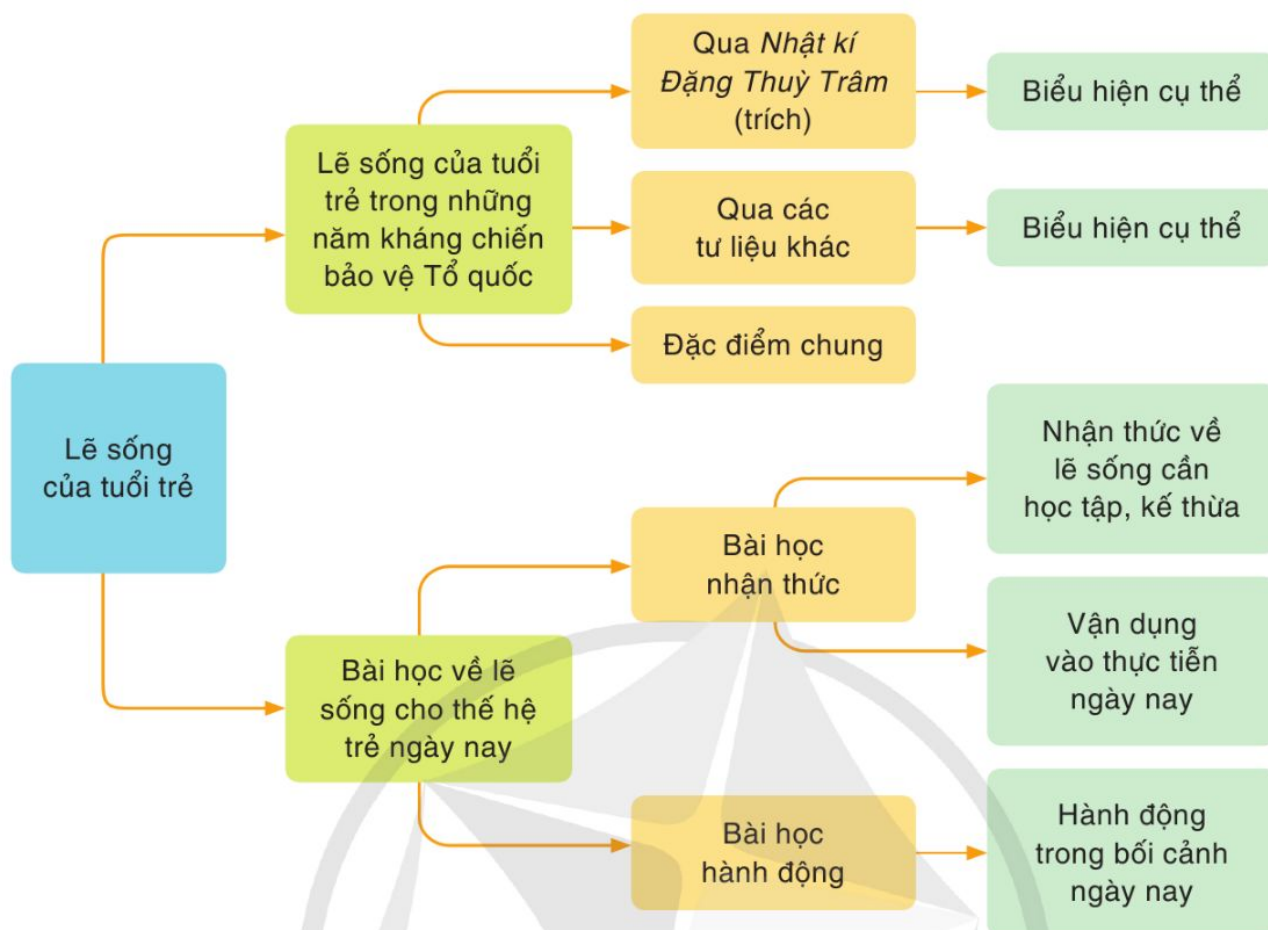 Lẽ sống
của tuổi trẻ
Lẽ sống của tuổi
trẻ trong những
năm kháng chiến
bảo vệ Tổ quốc
Qua Nhật kí
Đặng Thuỳ Trâm
(trích)
Biểu hiện cụ thể
Qua các
tư liệu khác
Biểu hiện cụ thể
Đặc điểm chung
Bài học về lẽ
sống cho thế hệ
trẻ ngày nay
Bài học
nhận thức
Nhận thức về
lẽ sống cần
học tập, kế thừa
Vận dụng
vào thực tiễn
ngày nay
Bài học
hành động
Hành động
trong bối cảnh
ngày nay